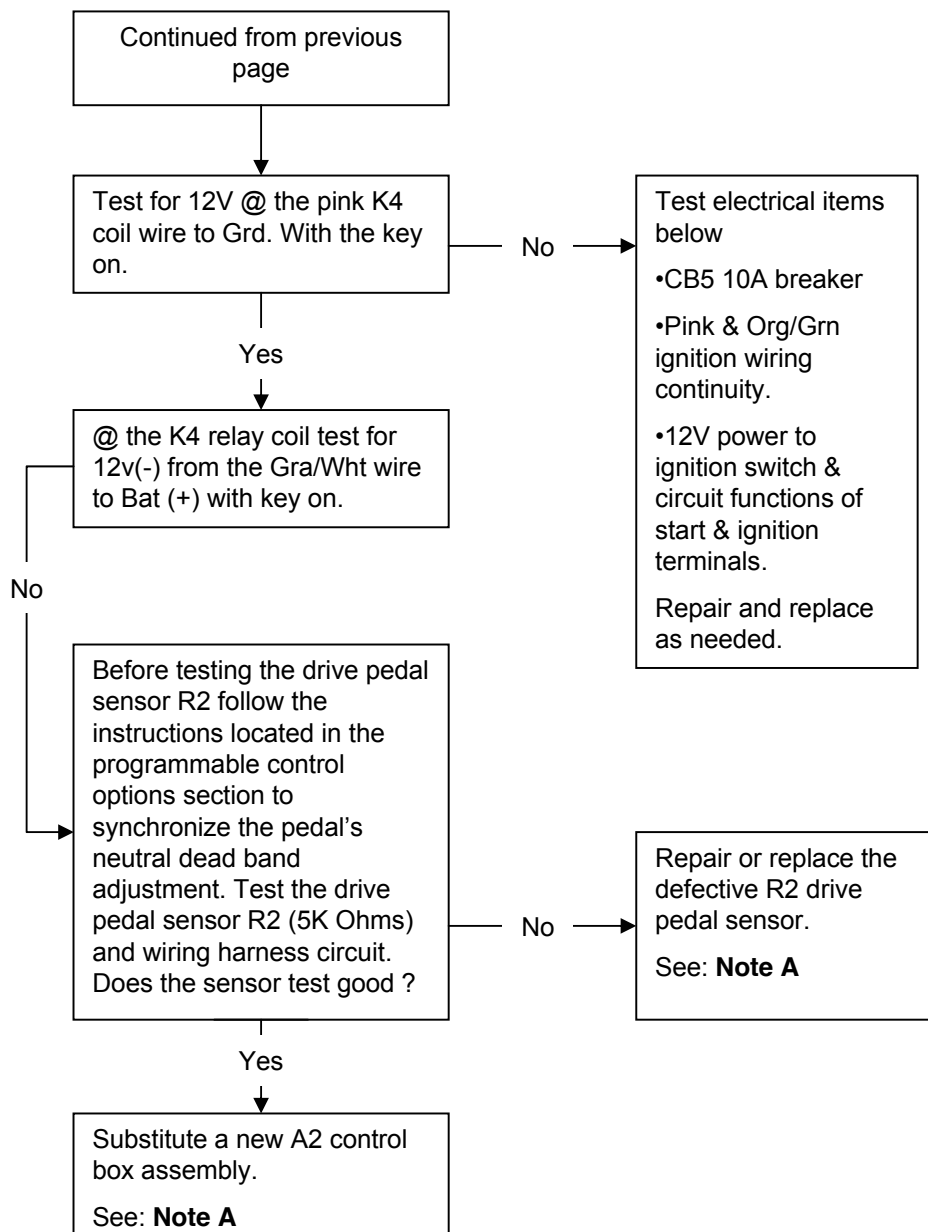 Continued from previous
page
Test for 12V @ the pink K4
coil wire to Grd. With the key
on.
No
Test electrical items
below
•CB5 10A breaker
•Pink & Org/Grn
ignition wiring
continuity.
•12V power to
ignition switch &
circuit functions of
start & ignition
terminals.
Repair and replace
as needed.
Yes
@ the K4 relay coil test for
12v(-) from the Gra/Wht wire
to Bat (+) with key on.
No
Before testing the drive pedal
sensor R2 follow the
instructions located in the
programmable control
options section to
synchronize the pedal's
neutral dead band
adjustment. Test the drive
pedal sensor R2 (5K Ohms)
and wiring harness circuit.
Does the sensor test good ?
No
Repair or replace the
defective R2 drive
pedal sensor.
See: Note A
Yes
Substitute a new A2 control
box assembly.
See: Note A